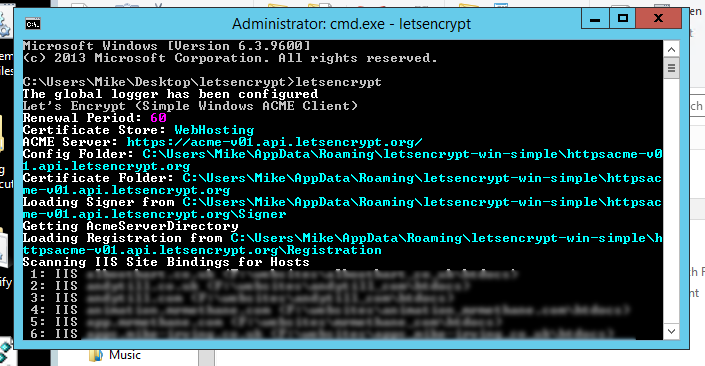 Administrator: cmd.exe - letsencrypt
Microsoft Windows [Version 6.3.9600]
(c) 2013 Microsoft Corporation. All rights reserved.
C:\Users\Mike\Desktop\letsencrypt>letsencrypt
The global logger has been configured
Let's Encrypt (Simple Windows ACME Client)
Renewal Period: 60
Certificate Store: WebHosting
ACME Server: https://acme-v01.api.letsencrypt.org/
Config Folder: C:\Users\Mike\AppData\Roaming\letsencrypt-win-simple\httpsacme-v0
1.api.letsencrypt.org
Certificate Folder: C:\Users\Mike\AppData\Roaming\letsencrypt-win-simple\httpsac
me-v01.api.letsencrypt.org
Loading Signer from C:\Users\Mike\AppData\Roaming\letsencrypt-win-simple\httpsac
me-v01.api.letsencrypt.org\Signer
Getting AcmeServerDirectory
Loading Registration from C:\Users\Mike\AppData\Roaming\letsencrypt-win-simple\h
ttpsacme-v01.api.letsencrypt.org\Registration
Scanning IIS Site Bindings for Hosts
1: IIS
2: IIS
3: IIS
4: IIS
5: IIS
6: IIS
Music